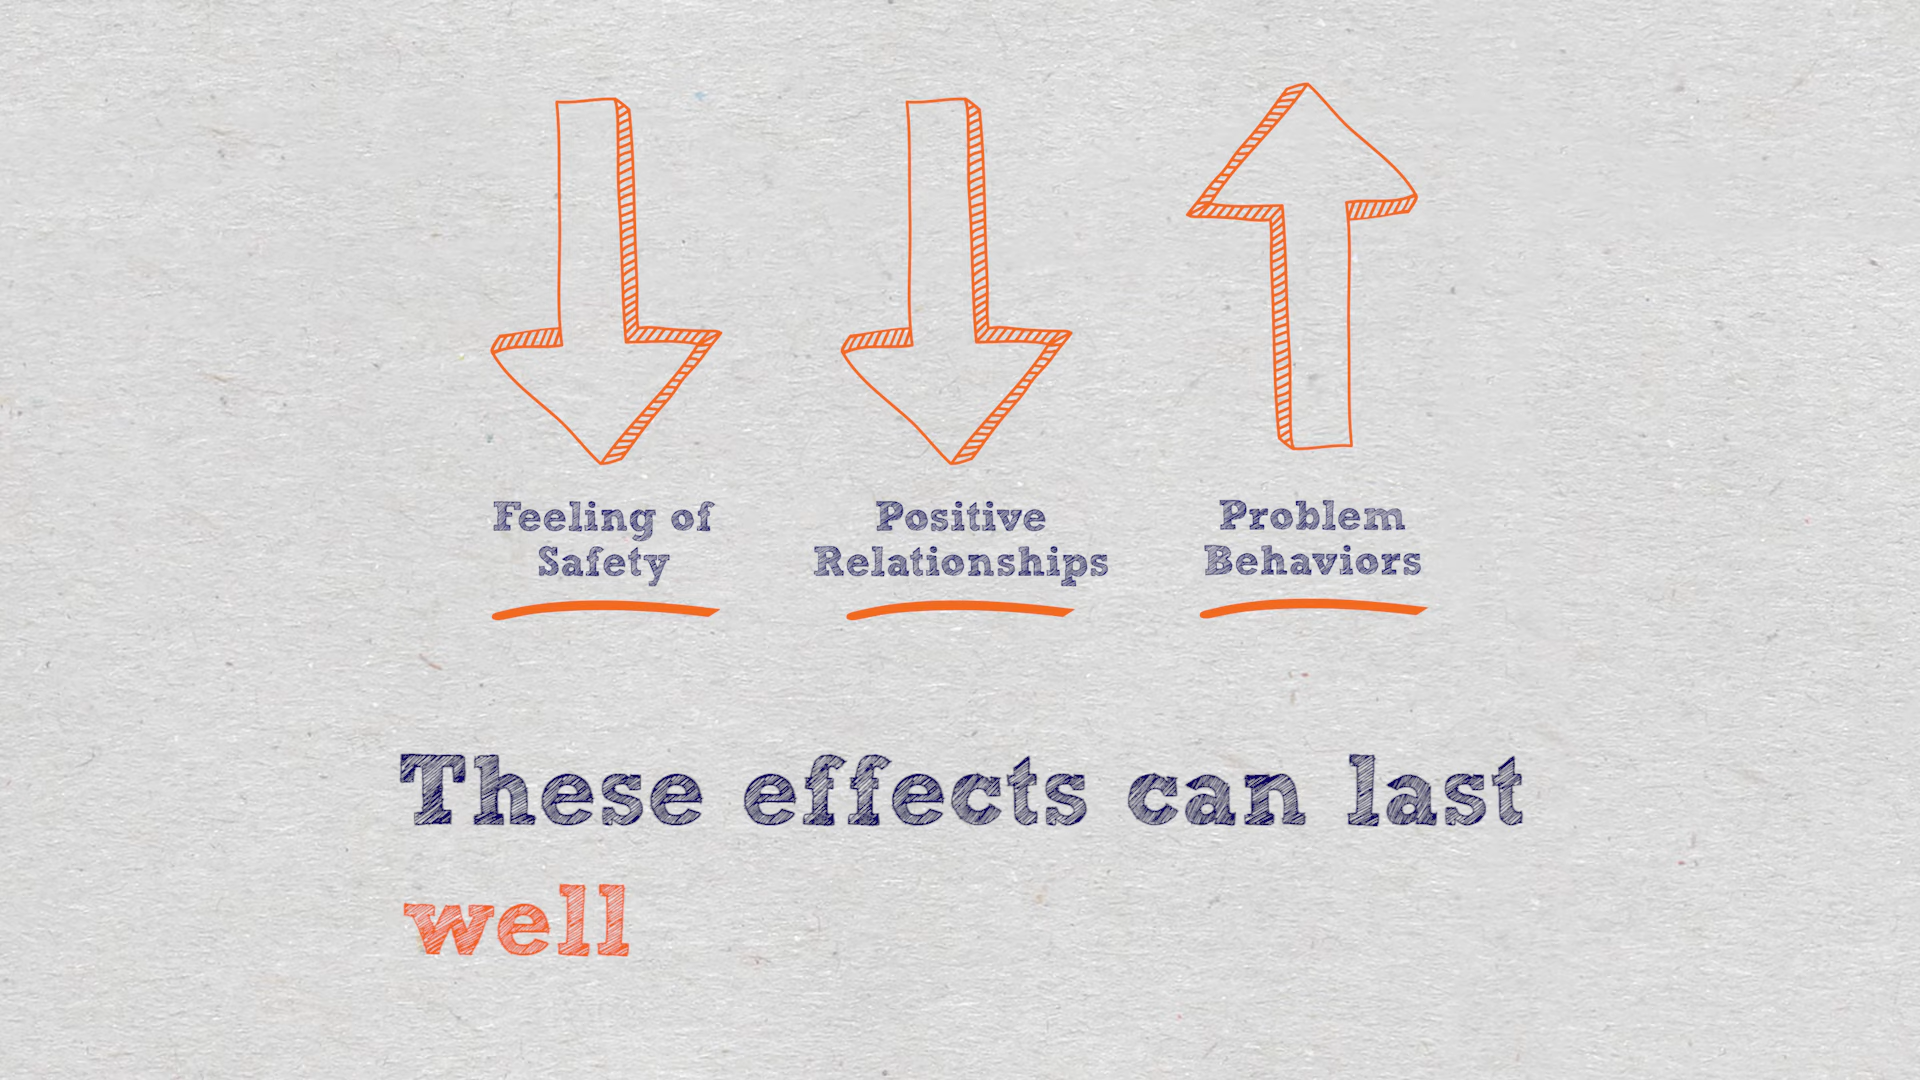 Feeling of
Safety
Positive
Relationships
Problem
Behaviors
These effects can last
well